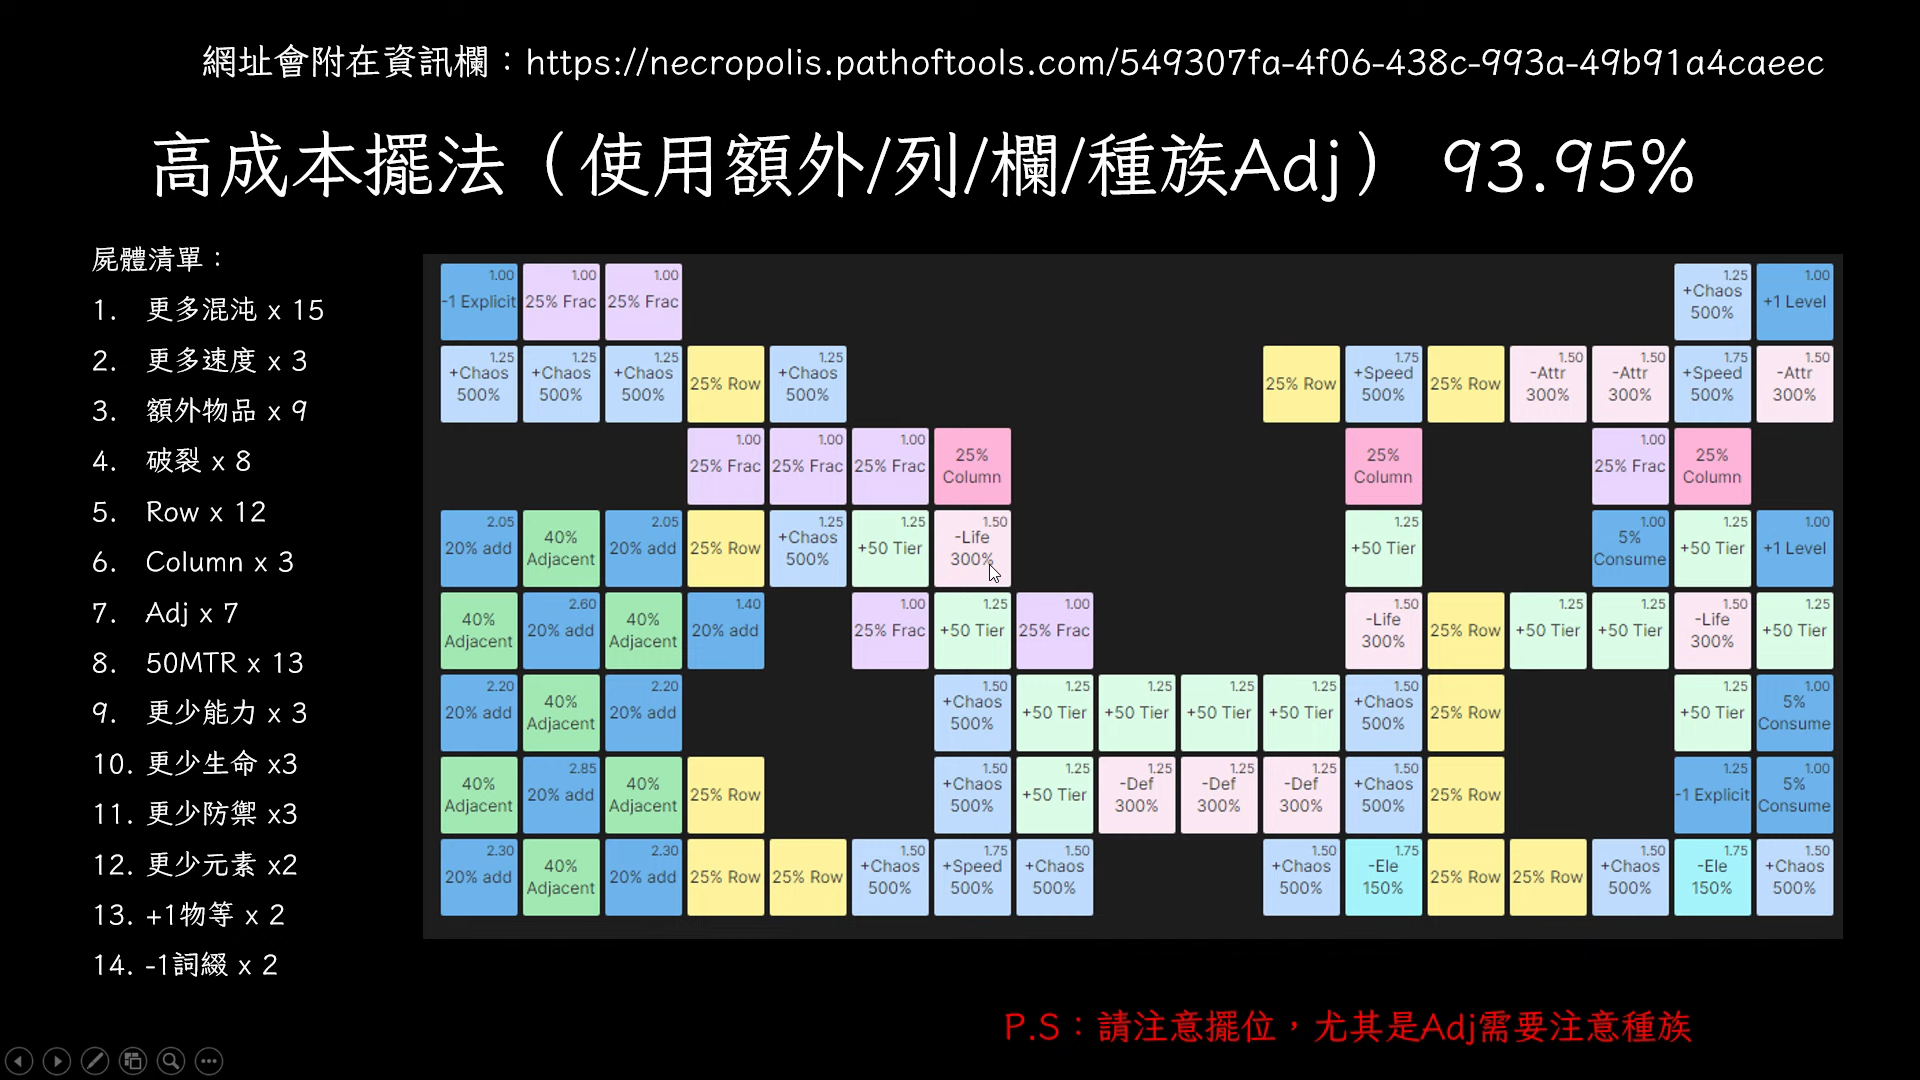 網址會附在資訊欄：https://necropolis.pathoftools.com/549307fa-4f06-438c-993a-49b91a4caeec
高成本擺法（使用額外/列/欄/種族Adj） 93.95%
屍體清單：
1. 更多混沌 x 15
2. 更多速度 x 3
3. 額外物品 x 9
4. 破裂 x 8
5. Row x 12
6. Column x 3
7. Adj x 7
8. 50MTR x 13
9. 更少能力 x 3
10. 更少生命 x3
11. 更少防禦 x3
12. 更少元素 x2
13. +1物等 x 2
14. -1詞綴 x 2
1.00 1.00 1.00 1.25 1.00
-1 Explicit 25% Frac 25% Frac +Chaos 500% +1 Level
1.25 1.25 1.25 1.25 1.75 1.50 1.50 1.75 1.50
+Chaos 500% +Chaos 500% +Chaos 500% 25% Row +Chaos 500% 25% Row +Speed 500% 25% Row -Attr 300% -Attr 300% +Speed 500% -Attr 300%
1.00 1.00 1.00 1.00
25% Frac 25% Frac 25% Frac 25% Column 25% Column 25% Frac 25% Column
2.05 2.05 1.25 1.25 1.50 1.25 1.00 1.25 1.00
20% add 40% Adjacent 20% add 25% Row +Chaos 500% +50 Tier -Life 300% +50 Tier 5% Consume +50 Tier +1 Level
2.60 1.40 1.00 1.25 1.00 1.50 1.25 1.25 1.50 1.25
40% Adjacent 20% add 40% Adjacent 20% add 25% Frac +50 Tier 25% Frac -Life 300% 25% Row +50 Tier +50 Tier -Life 300% +50 Tier
2.20 2.20 1.50 1.25 1.25 1.25 1.25 1.50 1.25 1.00
20% add 40% Adjacent 20% add +Chaos 500% +50 Tier +50 Tier +50 Tier +50 Tier +Chaos 500% 25% Row +50 Tier 5% Consume
2.85 1.50 1.25 1.25 1.25 1.25 1.50 1.25 1.00
40% Adjacent 20% add 40% Adjacent 25% Row +Chaos 500% +50 Tier -Def 300% -Def 300% -Def 300% +Chaos 500% 25% Row -1 Explicit 5% Consume
2.30 2.30 1.50 1.75 1.50 1.50 1.75 1.50 1.75 1.50
20% add 40% Adjacent 20% add 25% Row 25% Row +Chaos 500% +Speed 500% +Chaos 500% +Chaos 500% -Ele 150% 25% Row 25% Row +Chaos 500% -Ele 150% +Chaos 500%
P.S：請注意擺位，尤其是Adj需要注意種族